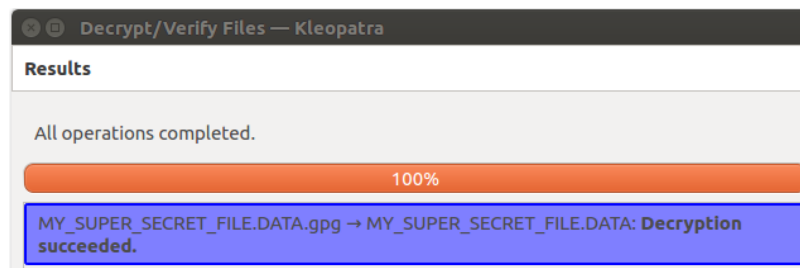 Decrypt/Verify Files — Kleopatra
Results
All operations completed.
100%
MY_SUPER_SECRET_FILE.DATA.gpg → MY_SUPER_SECRET_FILE.DATA: Decryption
succeeded.